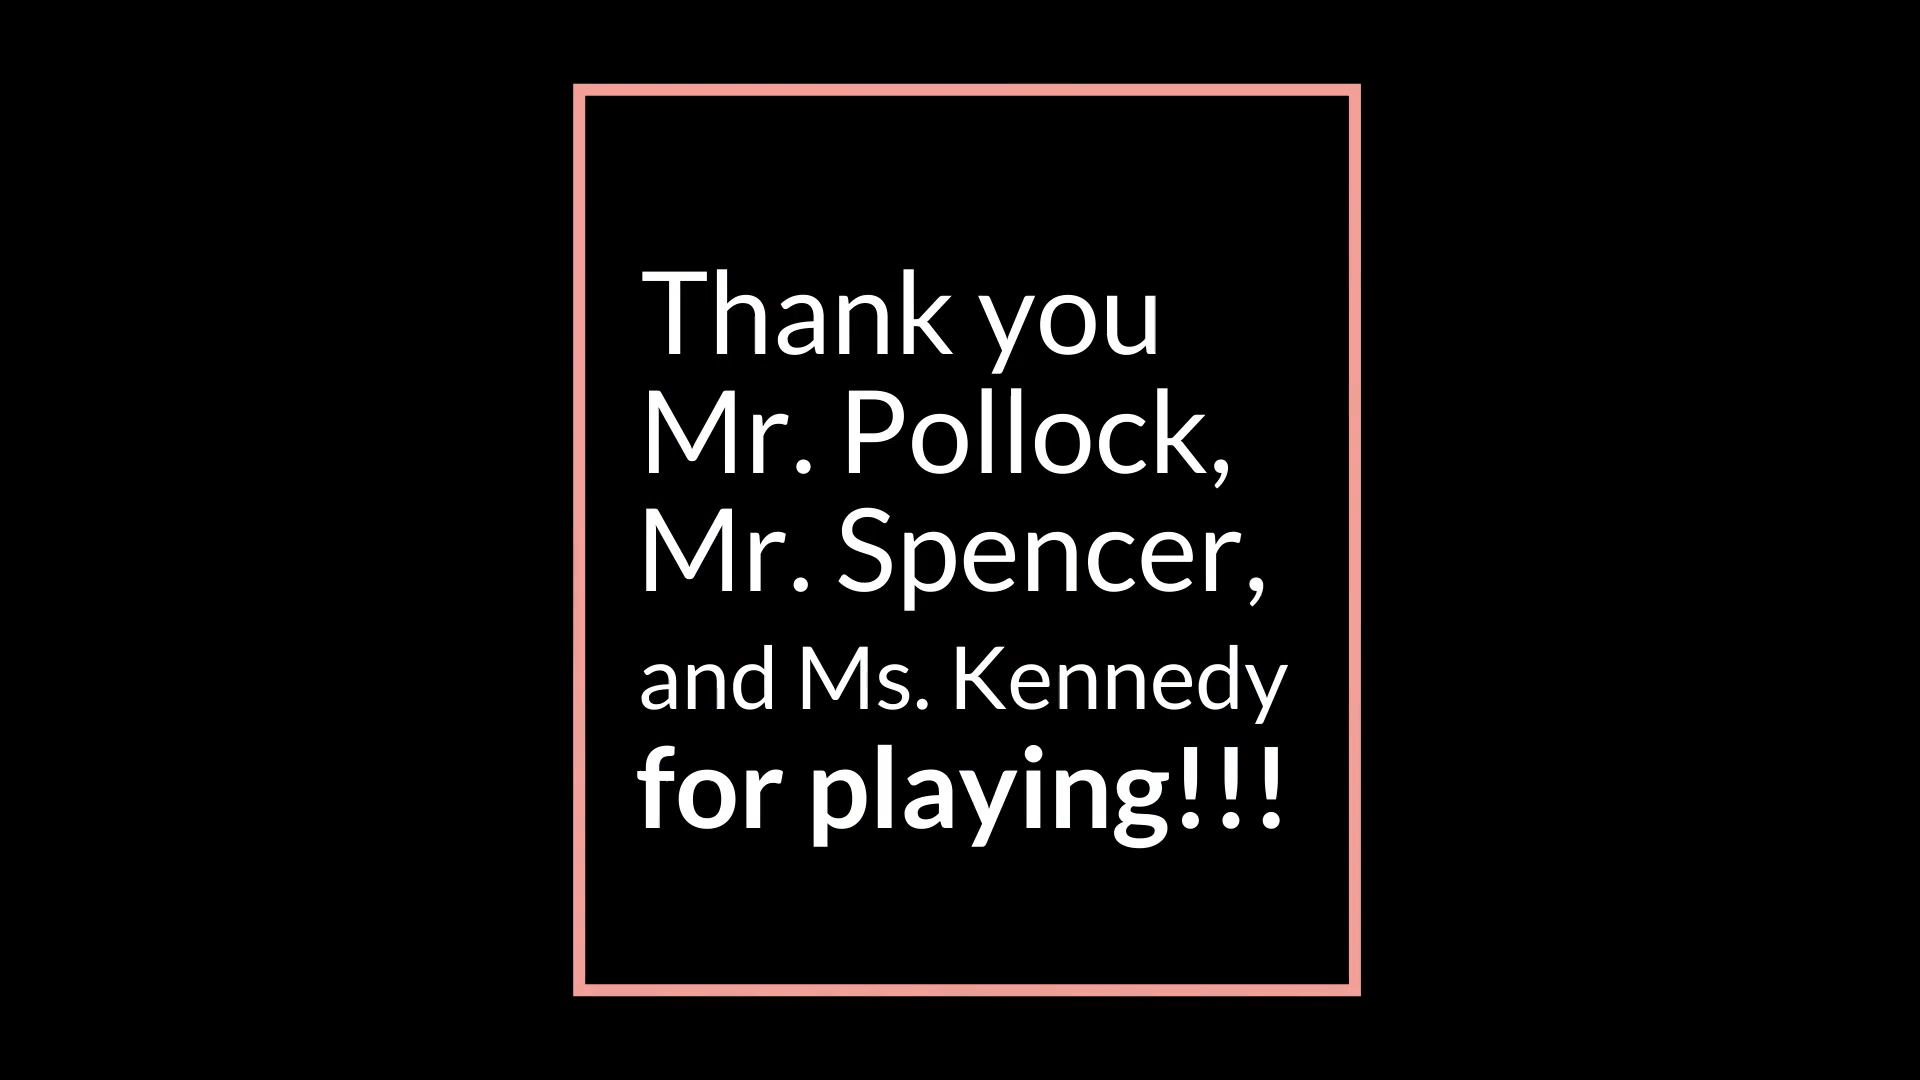 Thank you
Mr. Pollock,
Mr. Spencer,
and Ms. Kennedy
for playing!!!